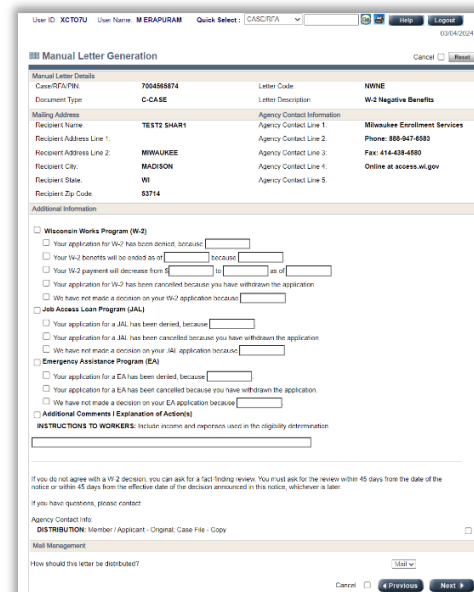 User ID: XCTO7U User Name: M ERAPURAM Quick Select: CASE/RFA Help Logout
03/04/2024
Manual Letter Generation Cancel Reset
Manual Letter Details
Case/RFA/PIN: 7004565874 Letter Code: NWNE
Document Type: C-CASE Letter Description: W-2 Negative Benefits
Mailing Address Agency Contact Information
Recipient Name: TEST2 SHAR1 Agency Contact Line 1: Milwaukee Enrollment Services
Recipient Address Line 1: Agency Contact Line 2: Phone: 888-947-6583
Recipient Address Line 2: MIWAUKEE Agency Contact Line 3: Fax: 414-438-4580
Recipient City: MADISON Agency Contact Line 4: Online at access.wi.gov
Recipient State: WI Agency Contact Line 5:
Recipient Zip Code: 53714
Additional Information
Wisconsin Works Program (W-2)
Your application for W-2 has been denied, because
Your W-2 benefits will be ended as of because
Your W-2 payment will decrease from $ to as of
Your application for W-2 has been cancelled because you have withdrawn the application
We have not made a decision on your W-2 application because
Job Access Loan Program (JAL)
Your application for a JAL has been denied, because
Your application for a JAL has been cancelled because you have withdrawn the application.
We have not made a decision on your JAL application because
Emergency Assistance Program (EA)
Your application for a EA has been denied, because
Your application for a EA has been cancelled because you have withdrawn the application.
We have not made a decision on your EA application because
Additional Comments / Explanation of Action(s)
INSTRUCTIONS TO WORKERS: Include income and expenses used in the eligibility determination
If you do not agree with a W-2 decision, you can ask for a fact-finding review. You must ask for the review within 45 days from the date of the
notice or within 45 days from the effective date of the decision announced in this notice, whichever is later.
If you have questions, please contact:
Agency Contact Info:
DISTRIBUTION: Member / Applicant - Original; Case File - Copy
Mail Management
How should this letter be distributed? Mail
Cancel Previous Next